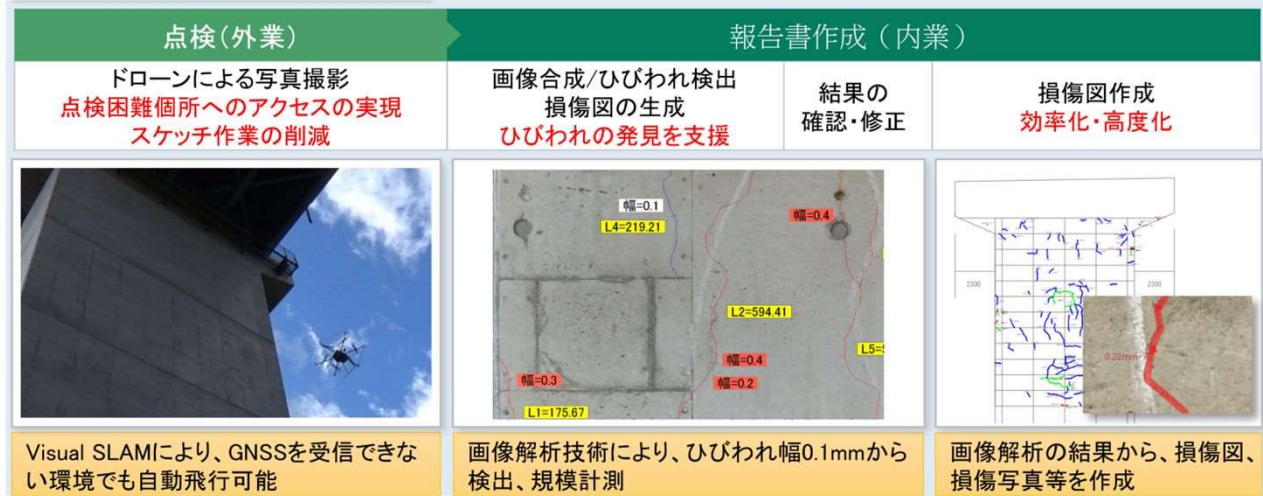 点検(外業)
報告書作成（内業）
ドローンによる写真撮影
点検困難個所へのアクセスの実現
スケッチ作業の削減
画像合成/ひびわれ検出
損傷図の生成
ひびわれの発見を支援
結果の
確認・修正
損傷図作成
効率化・高度化
幅=0.1
L4=219.21
幅=0.4
L2=594.41
L5=
幅=0.4
幅=0.3
幅=0.2
L1=175.67
2300
2300
0.22mm
Visual SLAMにより、GNSSを受信できな
い環境でも自動飛行可能
画像解析技術により、ひびわれ幅0.1mmから
検出、規模計測
画像解析の結果から、損傷図、
損傷写真等を作成